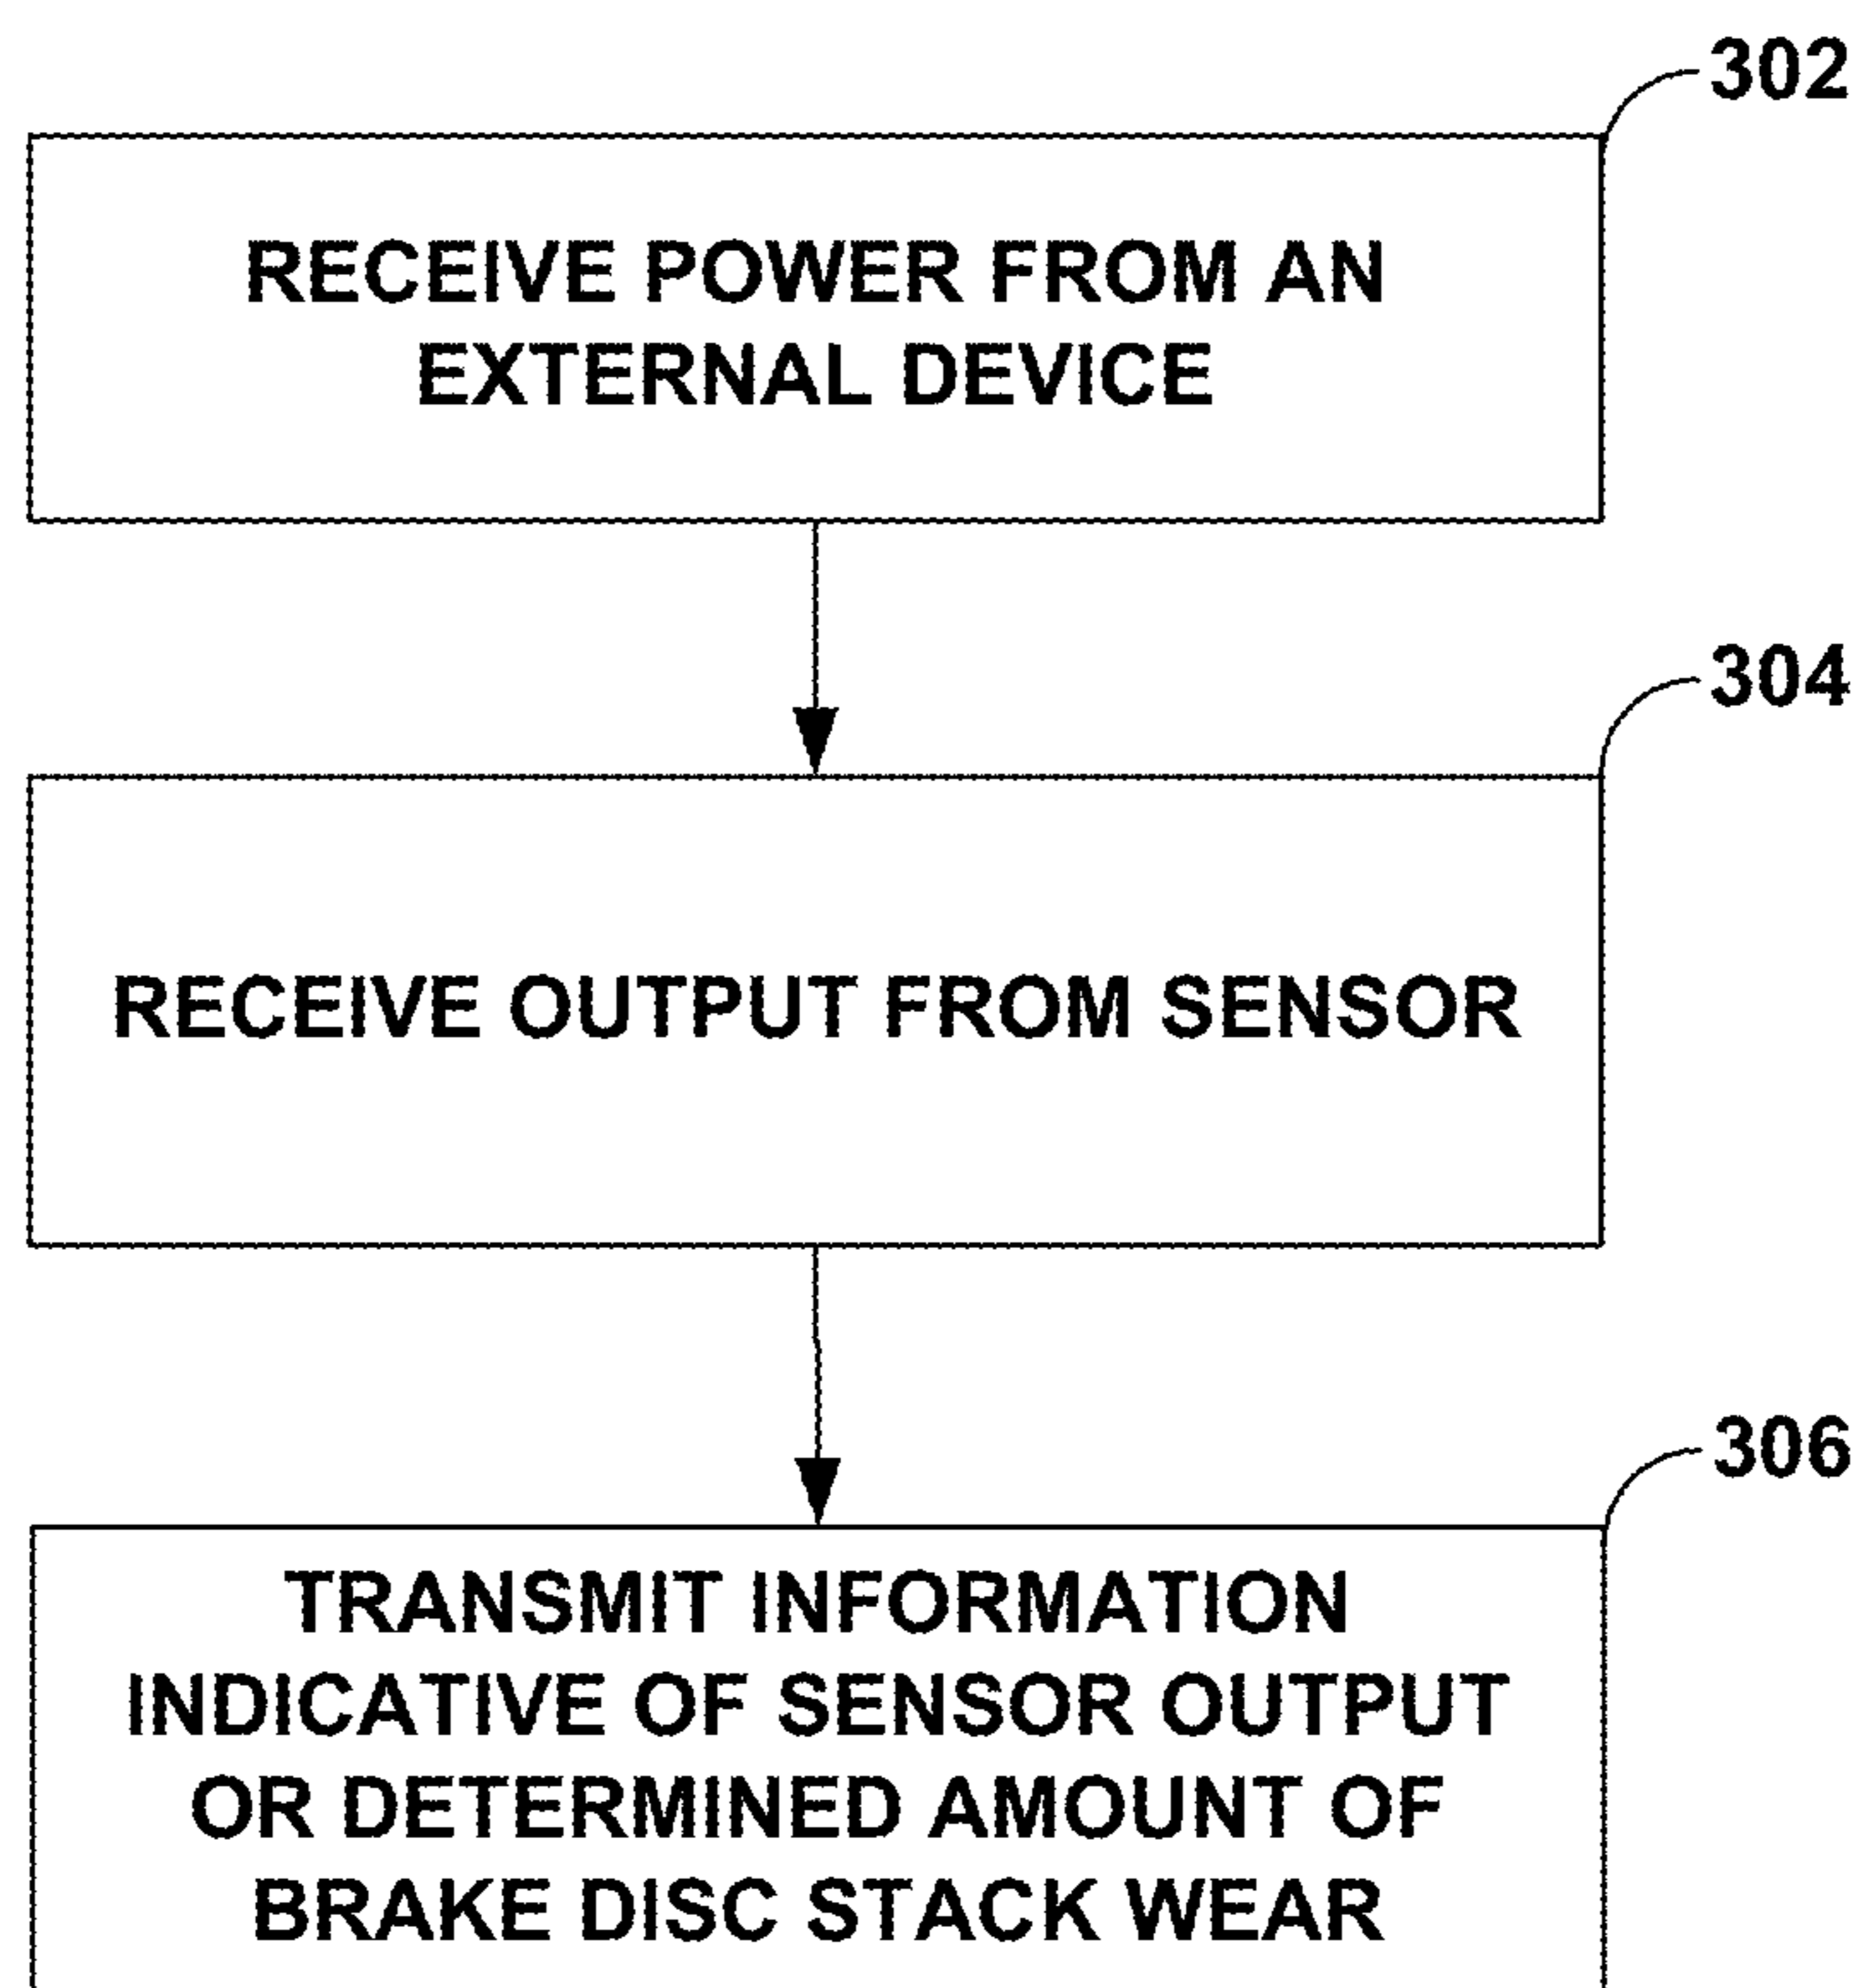 302
RECEIVE POWER FROM AN
EXTERNAL DEVICE
304
RECEIVE OUTPUT FROM SENSOR
306
TRANSMIT INFORMATION
INDICATIVE OF SENSOR OUTPUT
OR DETERMINED AMOUNT OF
BRAKE DISC STACK WEAR